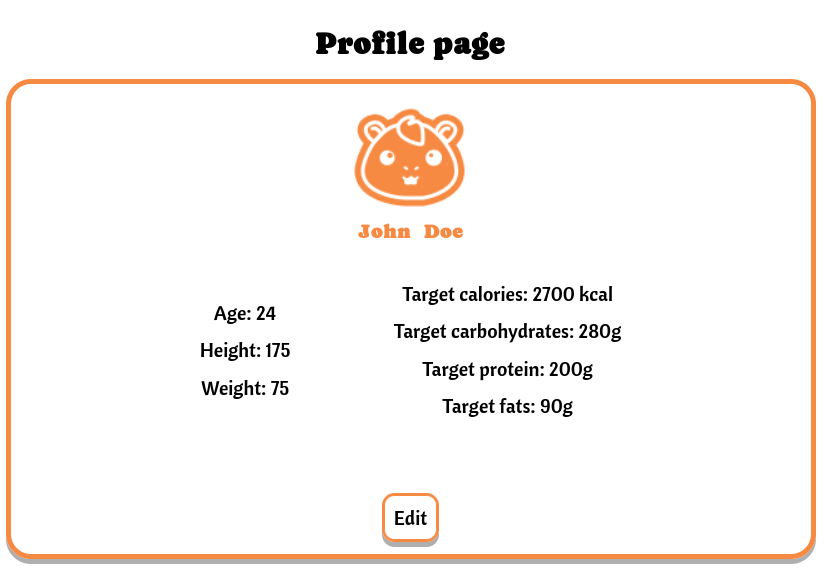 Profile page
John Doe
Age: 24
Height: 175
Weight: 75
Target calories: 2700 kcal
Target carbohydrates: 280g
Target protein: 200g
Target fats: 90g
Edit